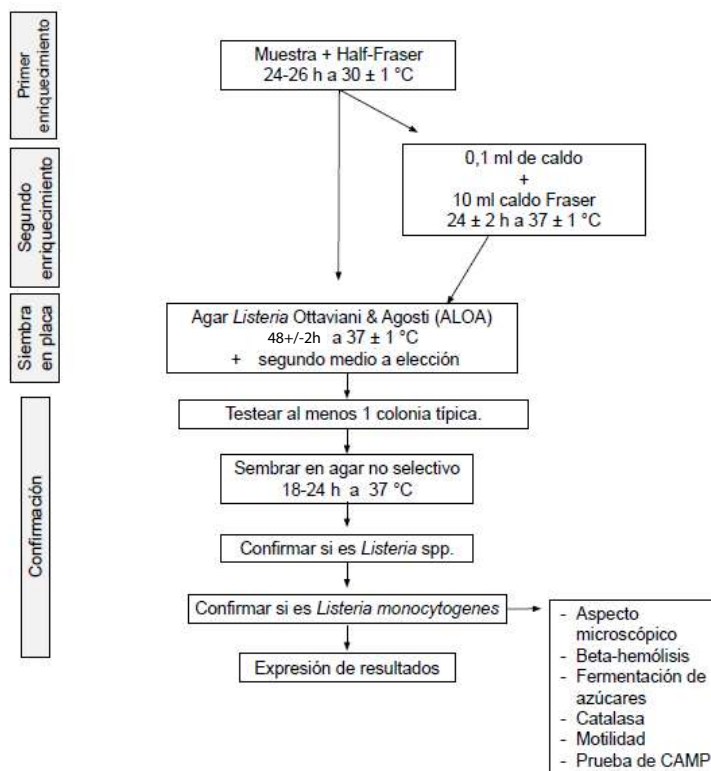 Primer
enriquecimiento
Muestra + Half-Fraser
24-26 h a 30 ± 1 °C
Segundo
enriquecimiento
0,1 ml de caldo
+
10 ml caldo Fraser
24 ± 2 h a 37 ± 1 °C
Siembra
en placa
Agar Listeria Ottaviani & Agosti (ALOA)
48+/-2h a 37 ± 1 °C
+ segundo medio a elección
Confirmación
Testear al menos 1 colonia típica.
Sembrar en agar no selectivo
18-24 h a 37 °C
Confirmar si es Listeria spp.
Confirmar si es Listeria monocytogenes
- Aspecto
microscópico
- Beta-hemólisis
- Fermentación de
azúcares
- Catalasa
- Motilidad
- Prueba de CAMP
Expresión de resultados